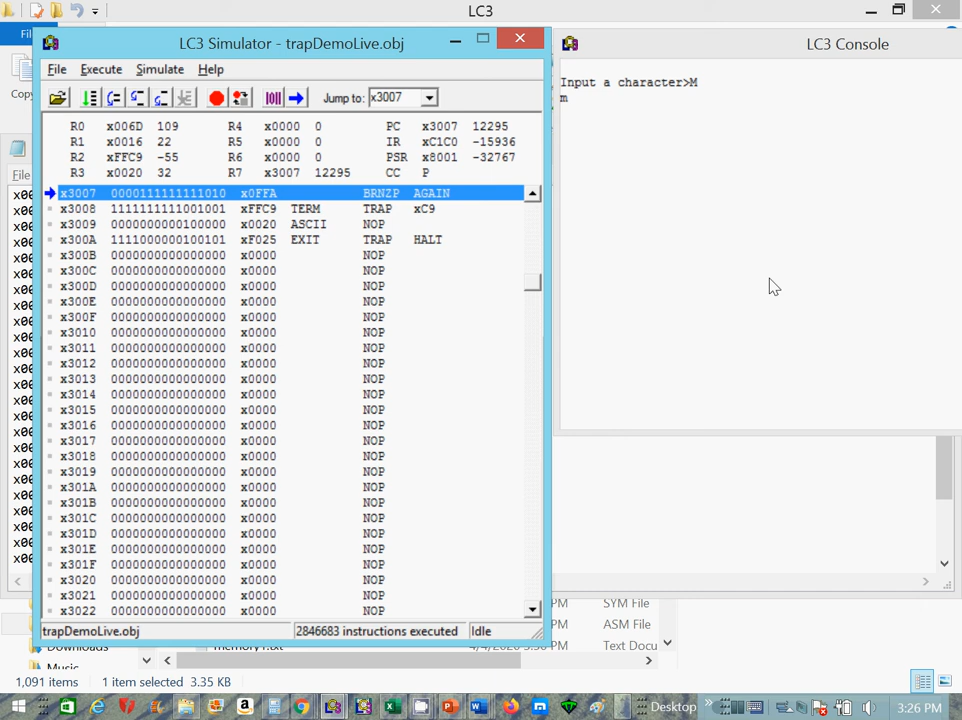 LC3
Fil
Copy
File
LC3 Simulator - trapDemoLive.obj
File Execute Simulate Help
Jump to: x3007
R0 x006D 109 R4 x0000 0 PC x3007 12295
R1 x0016 22 R5 x0000 0 IR xC1C0 -15936
R2 xFFC9 -55 R6 x0000 0 PSR x8001 -32767
R3 x0020 32 R7 x3007 12295 CC P
x3007 0000111111111010 x0FFA BRNZP AGAIN
x3008 1111111111001001 xFFC9 TERM TRAP xC9
x3009 0000000000100000 x0020 ASCII NOP
x300A 1111000000100101 xF025 EXIT TRAP HALT
x300B 0000000000000000 x0000 NOP
x300C 0000000000000000 x0000 NOP
x300D 0000000000000000 x0000 NOP
x300E 0000000000000000 x0000 NOP
x300F 0000000000000000 x0000 NOP
x3010 0000000000000000 x0000 NOP
x3011 0000000000000000 x0000 NOP
x3012 0000000000000000 x0000 NOP
x3013 0000000000000000 x0000 NOP
x3014 0000000000000000 x0000 NOP
x3015 0000000000000000 x0000 NOP
x3016 0000000000000000 x0000 NOP
x3017 0000000000000000 x0000 NOP
x3018 0000000000000000 x0000 NOP
x3019 0000000000000000 x0000 NOP
x301A 0000000000000000 x0000 NOP
x301B 0000000000000000 x0000 NOP
x301C 0000000000000000 x0000 NOP
x301D 0000000000000000 x0000 NOP
x301E 0000000000000000 x0000 NOP
x301F 0000000000000000 x0000 NOP
x3020 0000000000000000 x0000 NOP
x3021 0000000000000000 x0000 NOP
x3022 0000000000000000 x0000 NOP
trapDemoLive.obj 2846683 instructions executed Idle
LC3 Console
Input a character>M
m
PM SYM File
PM ASM File
PM Text Docu
Downloads
Music
1,091 items 1 item selected 3.35 KB
Desktop
3:26 PM